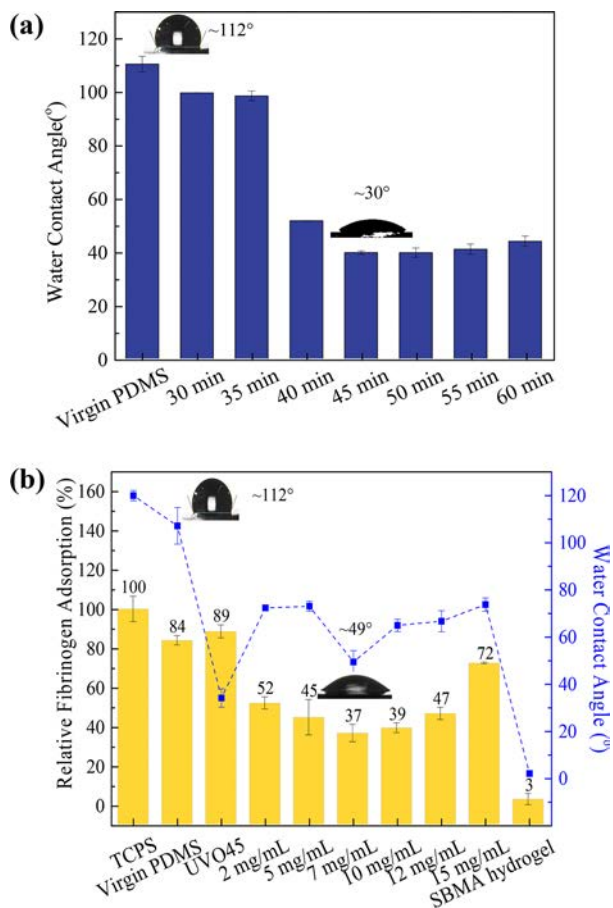 (a)
~112°
~30°
Water Contact Angle(°)
120
100
80
60
40
20
0
Virgin PDMS
30 min
35 min
40 min
45 min
50 min
55 min
60 min
(b)
~112°
~49°
Relative Fibrinogen Adsorption (%)
160
140
120
100
80
60
40
20
0
100
84
89
52
45
37
39
47
72
3
120
100
80
60
40
20
0
Water Contact Angle (°)
TCPS
Virgin PDMS
UVO45
2 mg/mL
5 mg/mL
7 mg/mL
10 mg/mL
12 mg/mL
15 mg/mL
SBMA hydrogel